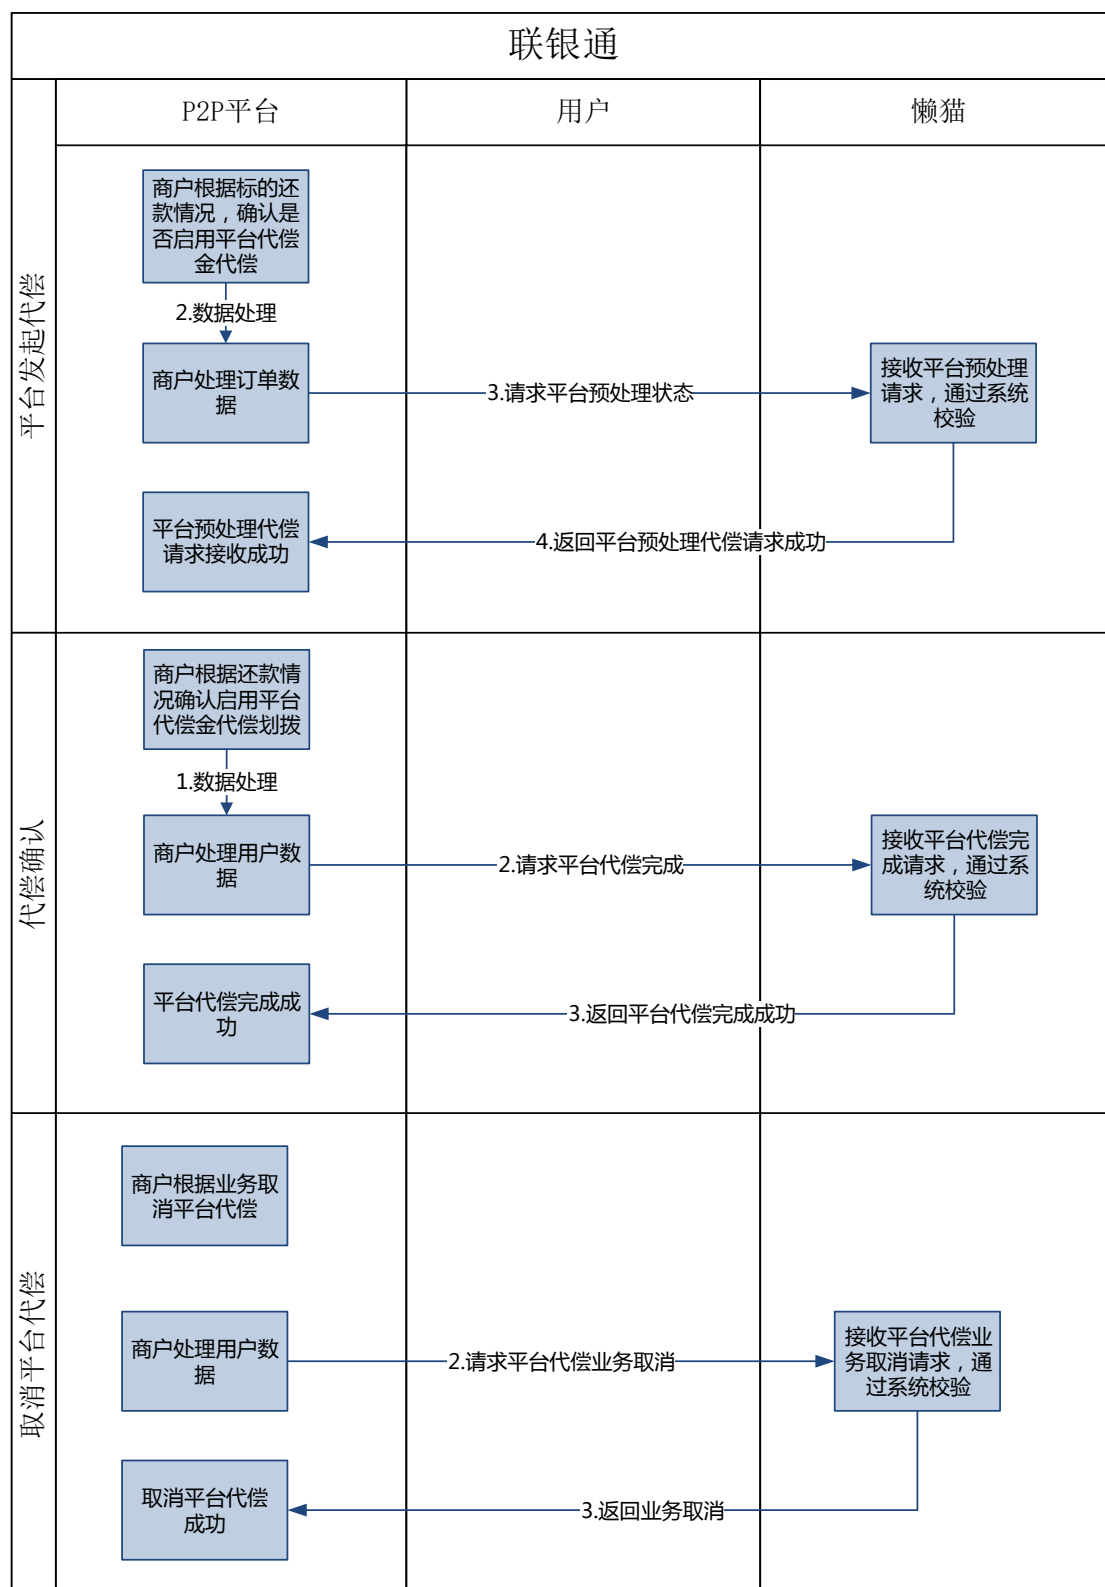 联银通
P2P平台
用户
懒猫
平台发起代偿
商户根据标的还
款情况，确认是
否启用平台代偿
金代偿
2.数据处理
商户处理订单数
据
3.请求平台预处理状态
接收平台预处理
请求，通过系统
校验
平台预处理代偿
请求接收成功
4.返回平台预处理代偿请求成功
代偿确认
商户根据还款情
况确认启用平台
代偿金代偿划拨
1.数据处理
商户处理用户数
据
2.请求平台代偿完成
接收平台代偿完
成请求，通过系
统校验
平台代偿完成成
功
3.返回平台代偿完成成功
取消平台代偿
商户根据业务取
消平台代偿
商户处理用户数
据
2.请求平台代偿业务取消
接收平台代偿业
务取消请求，通
过系统校验
取消平台代偿
成功
3.返回业务取消